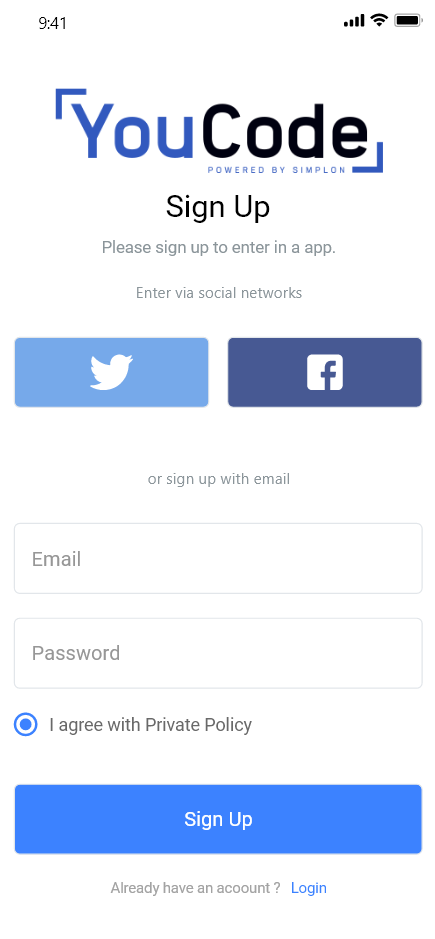 9:41
YouCode
POWERED BY SIMPLON
Sign Up
Please sign up to enter in a app.
Enter via social networks
or sign up with email
Email
Password
I agree with Private Policy
Sign Up
Already have an acoount ? Login